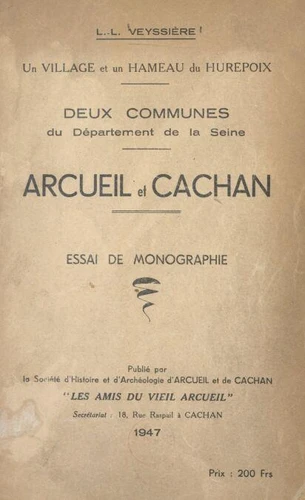 L.-L. VEYSSIÈRE
UN VILLAGE et un HAMEAU du HUREPOIX
DEUX COMMUNES
du Département de la Seine
ARCUEIL et CACHAN
ESSAI DE MONOGRAPHIE
Publié par
la Société d'Histoire et d'Archéologie d'ARCUEIL et de CACHAN
"LES AMIS DU VIEIL ARCUEIL"
Secrétariat : 18, Rue Raspail à CACHAN
1947
Prix : 200 Frs